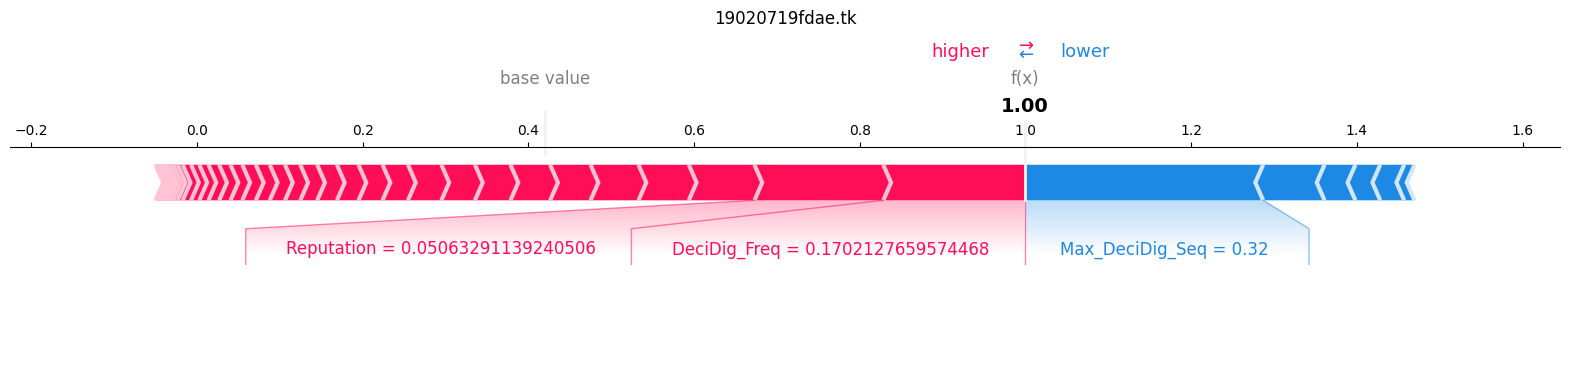 19020719fdae.tk
higher ⇄ lower
base value f(x)
1.00
−0.2 0.0 0.2 0.4 0.6 0.8 1.0 1.2 1.4 1.6
Reputation = 0.05063291139240506 DeciDig_Freq = 0.1702127659574468 Max_DeciDig_Seq = 0.32